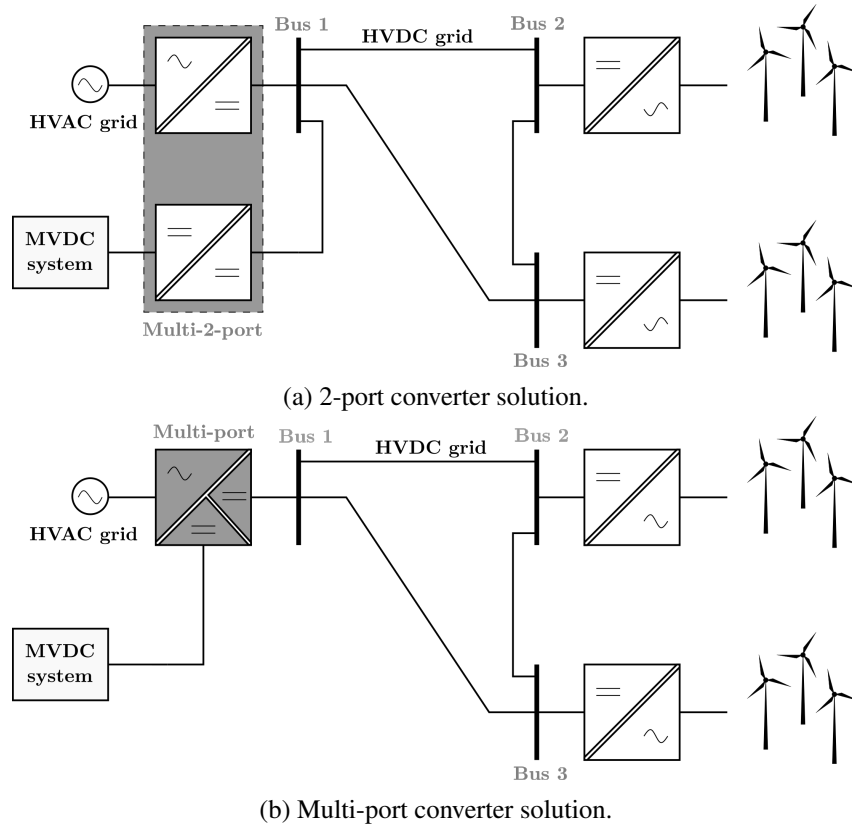 Bus 1
HVDC grid
Bus 2
HVAC grid
MVDC
system
Multi-2-port
Bus 3
(a) 2-port converter solution.
Multi-port
Bus 1
HVDC grid
Bus 2
HVAC grid
MVDC
system
Bus 3
(b) Multi-port converter solution.